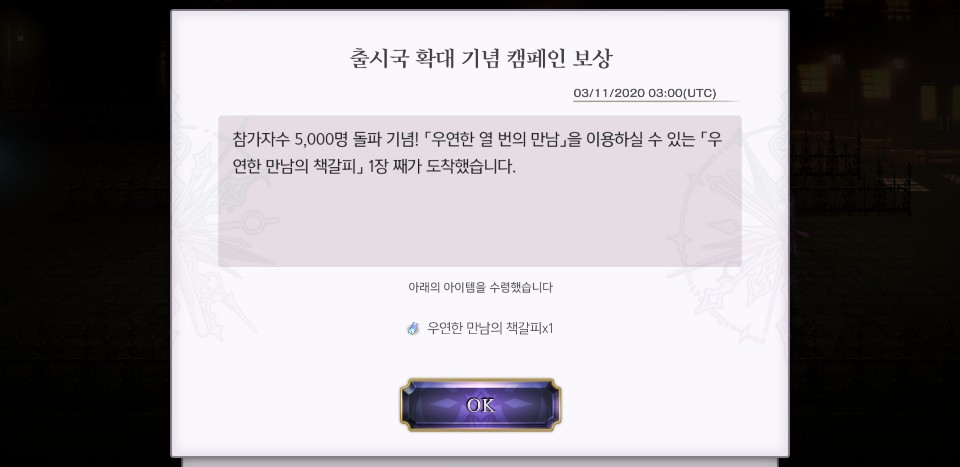 출시국 확대 기념 캠페인 보상
03/11/2020 03:00(UTC)
참가자수 5,000명 돌파 기념! 「우연한 열 번의 만남」을 이용하실 수 있는 「우
연한 만남의 책갈피」 1장 째가 도착했습니다.
아래의 아이템을 수령했습니다
우연한 만남의 책갈피x1
OK